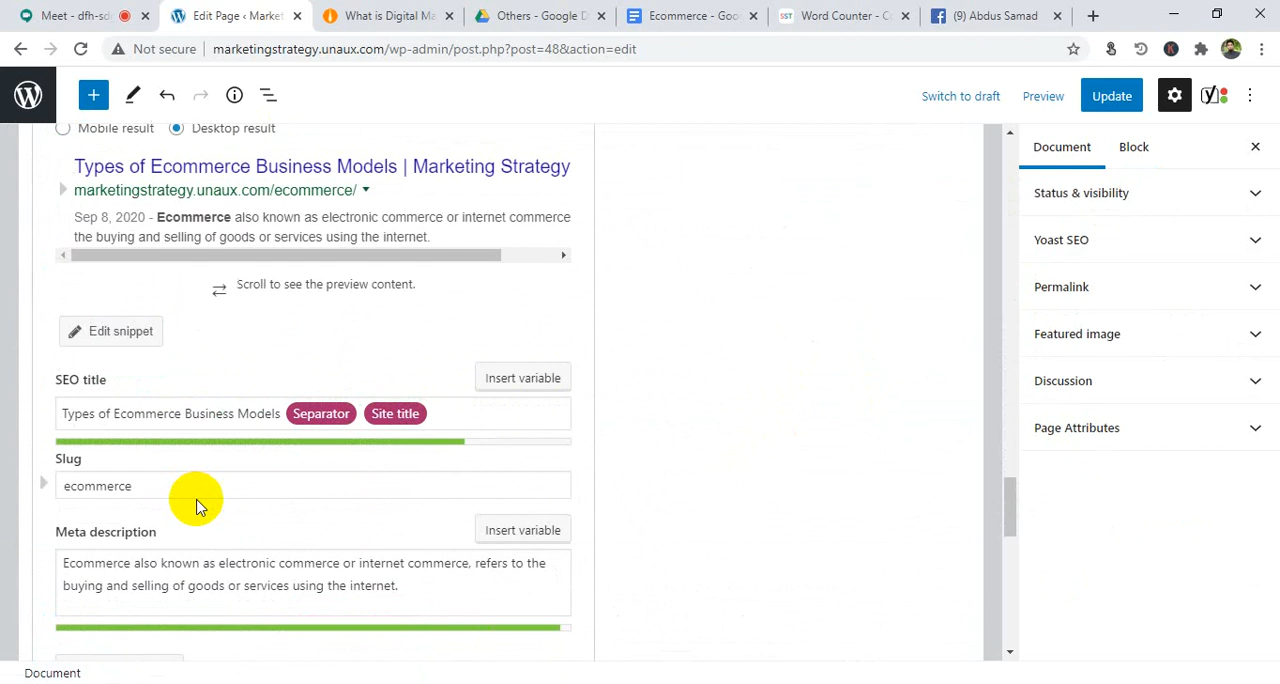 Meet - dfh-sd
Edit Page ‹ Market
What is Digital Ma
Others - Google D
Ecommerce - Goo
Word Counter - C
(9) Abdus Samad
Not secure
marketingstrategy.unaux.com/wp-admin/post.php?post=48&action=edit
Switch to draft
Preview
Update
Mobile result
Desktop result
Types of Ecommerce Business Models | Marketing Strategy
marketingstrategy.unaux.com/ecommerce/
Sep 8, 2020 - Ecommerce also known as electronic commerce or internet commerce
the buying and selling of goods or services using the internet.
Scroll to see the preview content.
Edit snippet
SEO title
Insert variable
Types of Ecommerce Business Models Separator Site title
Slug
ecommerce
Meta description
Insert variable
Ecommerce also known as electronic commerce or internet commerce, refers to the
buying and selling of goods or services using the internet.
Document
Block
Status & visibility
Yoast SEO
Permalink
Featured image
Discussion
Page Attributes
Document